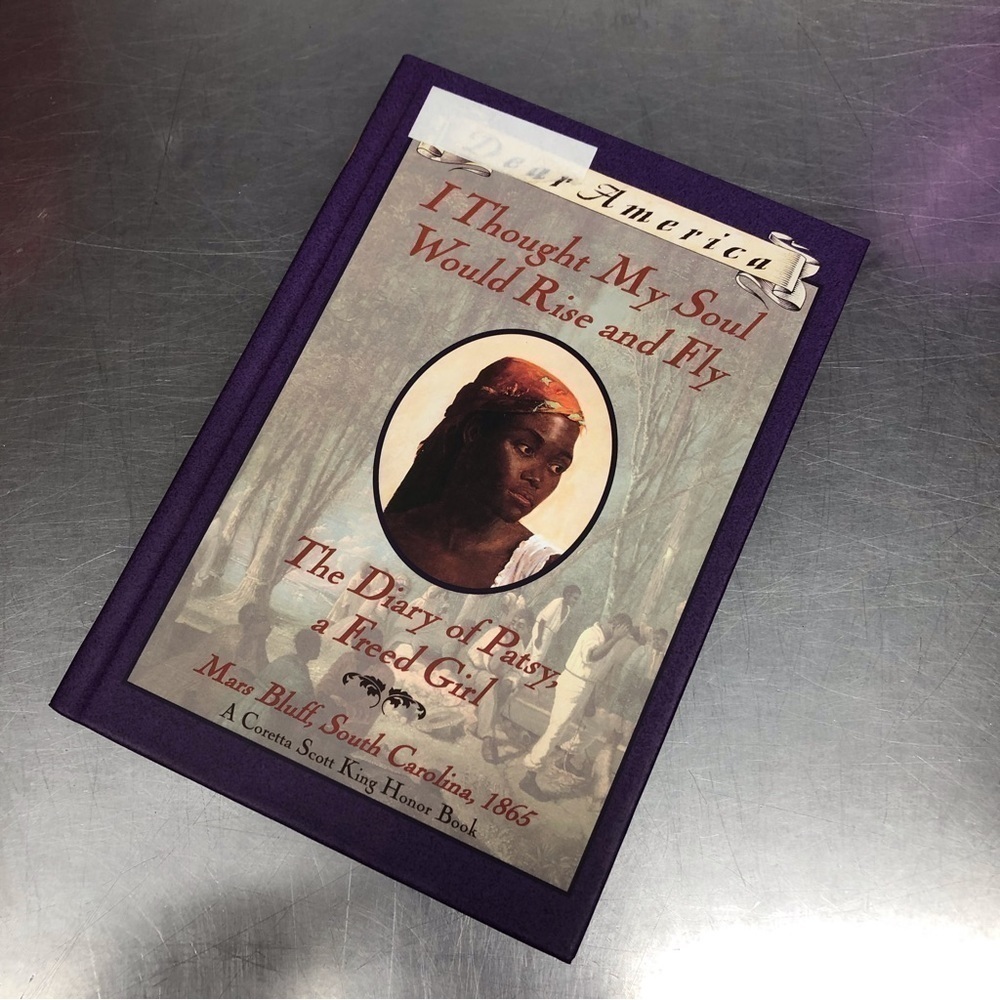 Dear America
I Thought My Soul
Would Rise and Fly
The Diary of Patsy,
a Freed Girl
Mars Bluff, South Carolina, 1865
A Coretta Scott King Honor Book